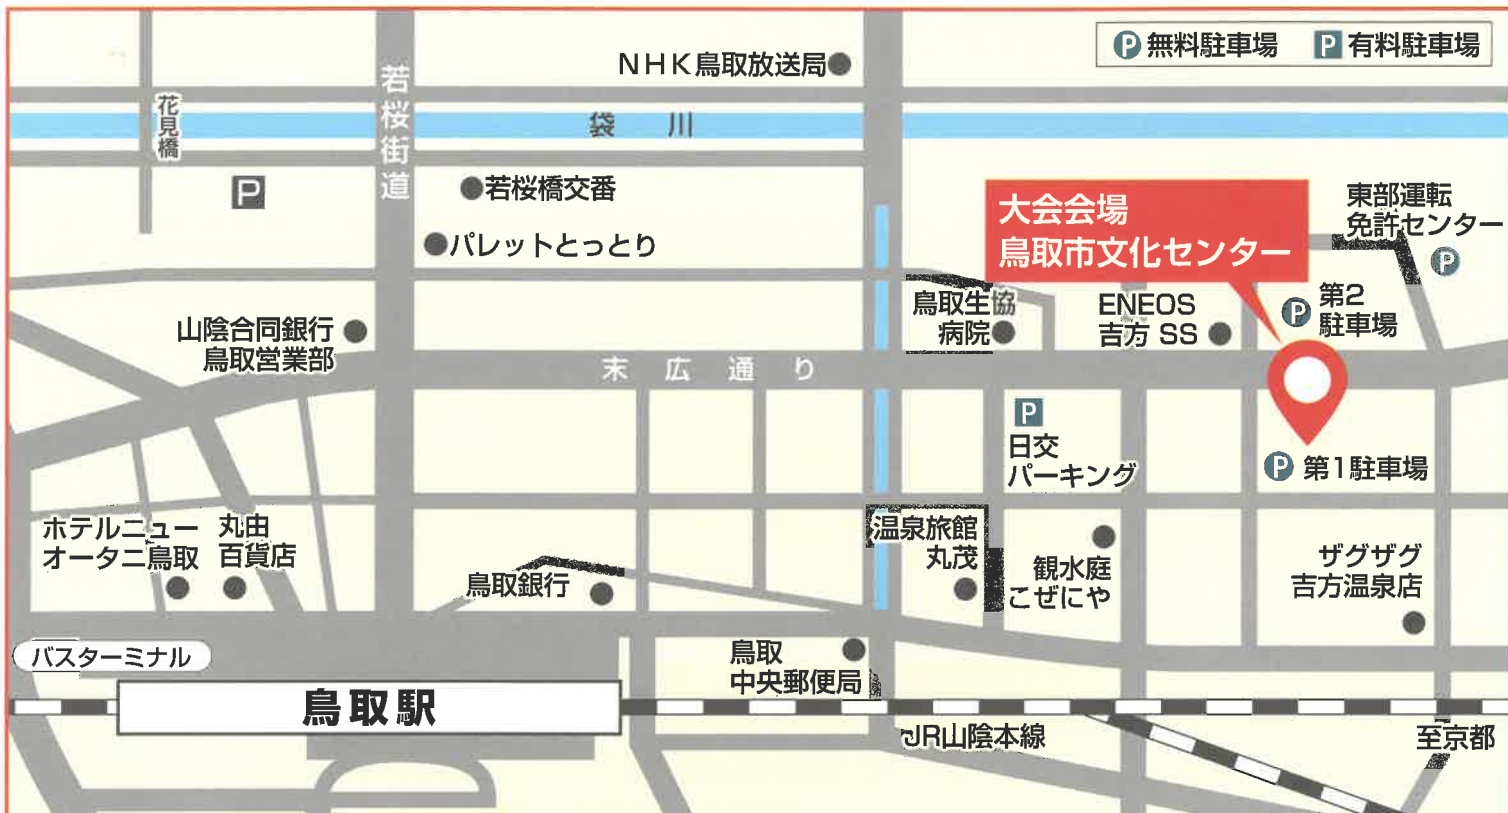 P 無料駐車場 P 有料駐車場
NHK鳥取放送局
花見橋
若桜街道
袋川
P
若桜橋交番
パレットとっとり
大会会場
鳥取市文化センター
東部運転
免許センター
P
山陰合同銀行
鳥取営業部
鳥取生協
病院
ENEOS
吉方 SS
P 第2
駐車場
末広通り
P
日交
パーキング
P 第1駐車場
ホテルニュー
オータニ鳥取
丸由
百貨店
鳥取銀行
温泉旅館
丸茂
観水庭
こぜにや
ザグザグ
吉方温泉店
バスターミナル
鳥取
中央郵便局
鳥取駅
JR山陰本線
至京都